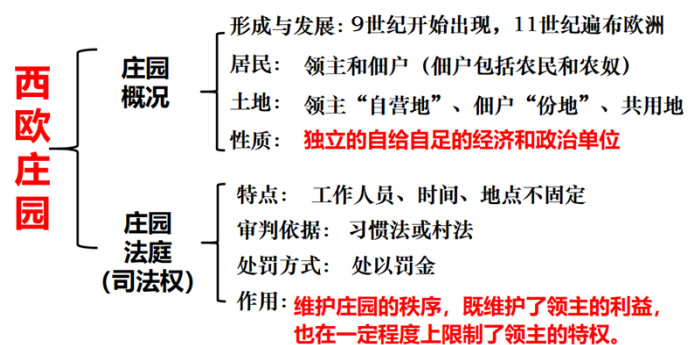 西欧庄园
庄园
概况
形成与发展：9世纪开始出现，11世纪遍布欧洲
居民： 领主和佃户（佃户包括农民和农奴）
土地： 领主“自营地”、佃户“份地”、共用地
性质： 独立的自给自足的经济和政治单位
庄园
法庭
（司法权）
特点： 工作人员、时间、地点不固定
审判依据： 习惯法或村法
处罚方式： 处以罚金
作用：维护庄园的秩序，既维护了领主的利益，
也在一定程度上限制了领主的特权。